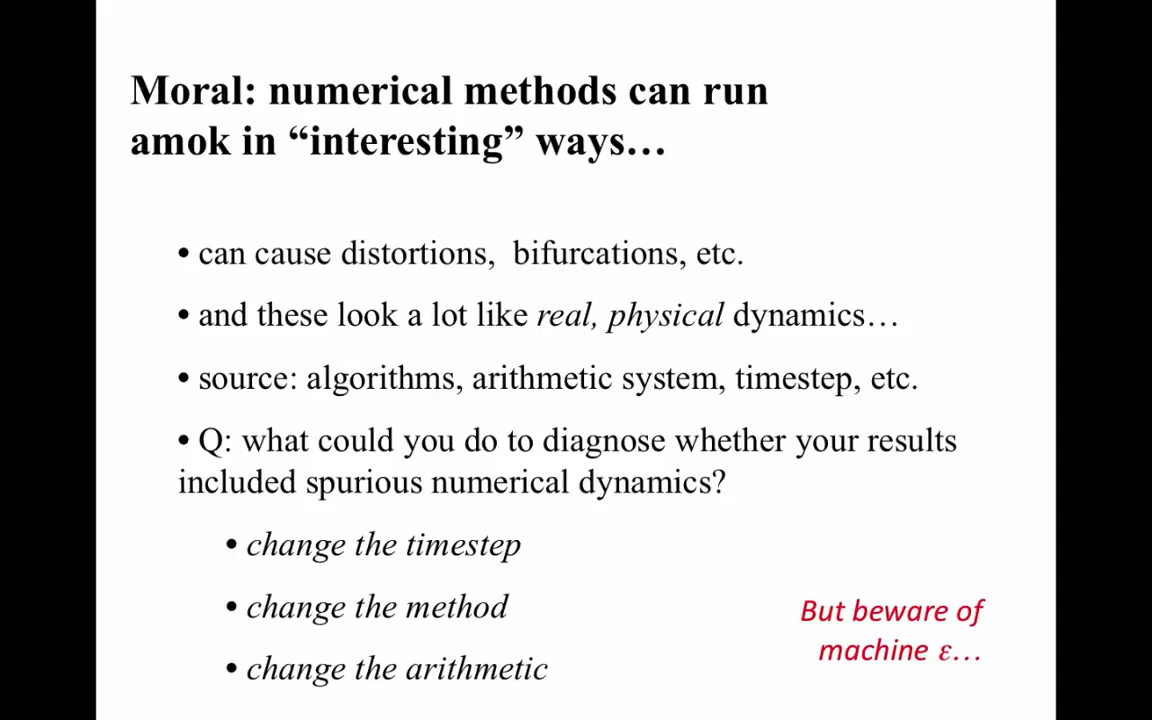 Moral: numerical methods can run
amok in “interesting” ways…
• can cause distortions,  bifurcations, etc.
• and these look a lot like real, physical dynamics…
• source: algorithms, arithmetic system, timestep, etc.
• Q: what could you do to diagnose whether your results
included spurious numerical dynamics?
• change the timestep
• change the method
• change the arithmetic
But beware of
machine ε…